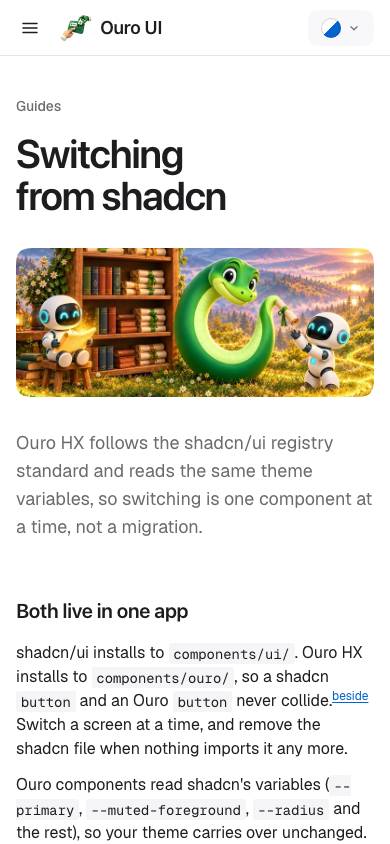 Ouro UI
Guides
Switching
from shadcn
Ouro HX follows the shadcn/ui registry
standard and reads the same theme
variables, so switching is one component at
a time, not a migration.
Both live in one app
shadcn/ui installs to components/ui/ . Ouro HX
installs to components/ouro/ , so a shadcn
button and an Ouro button never collide.beside
Switch a screen at a time, and remove the
shadcn file when nothing imports it any more.
Ouro components read shadcn's variables ( --
primary , --muted-foreground , --radius and
the rest), so your theme carries over unchanged.